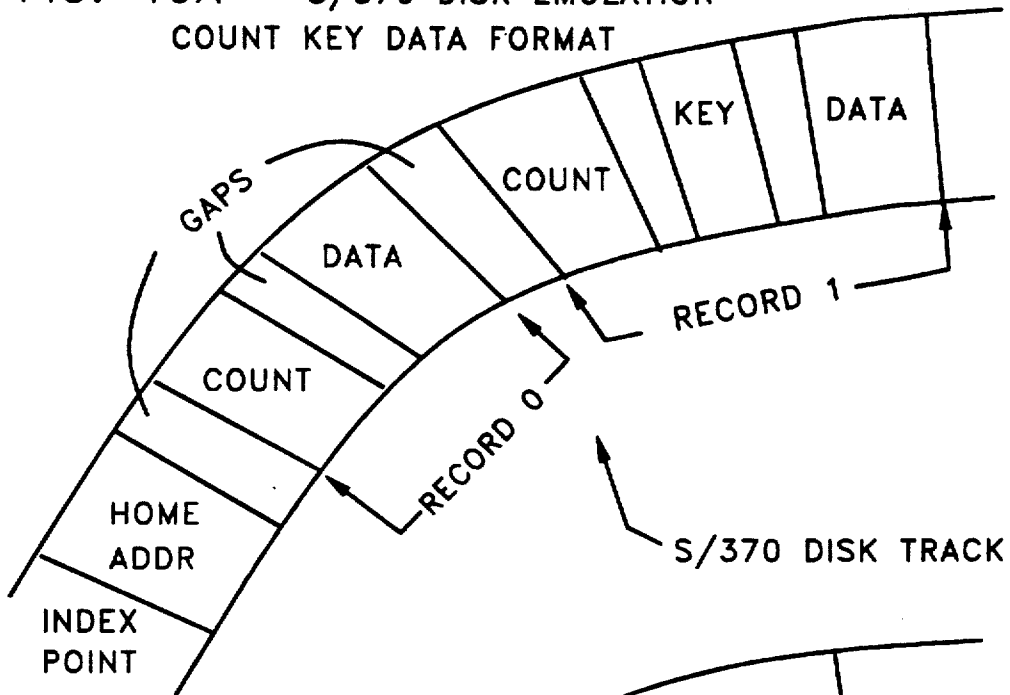 COUNT KEY DATA FORMAT
KEY
DATA
COUNT
GAPS
DATA
COUNT
RECORD 1
RECORD 0
HOME
ADDR
S/370 DISK TRACK
INDEX
POINT